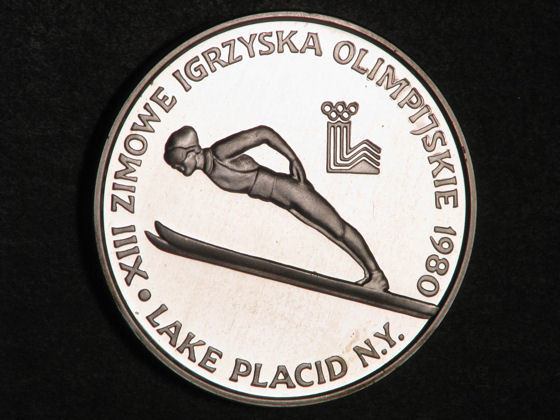 XIII ZIMOWE IGRZYSKA OLIMPIJSKIE 1980
• LAKE PLACID N.Y.